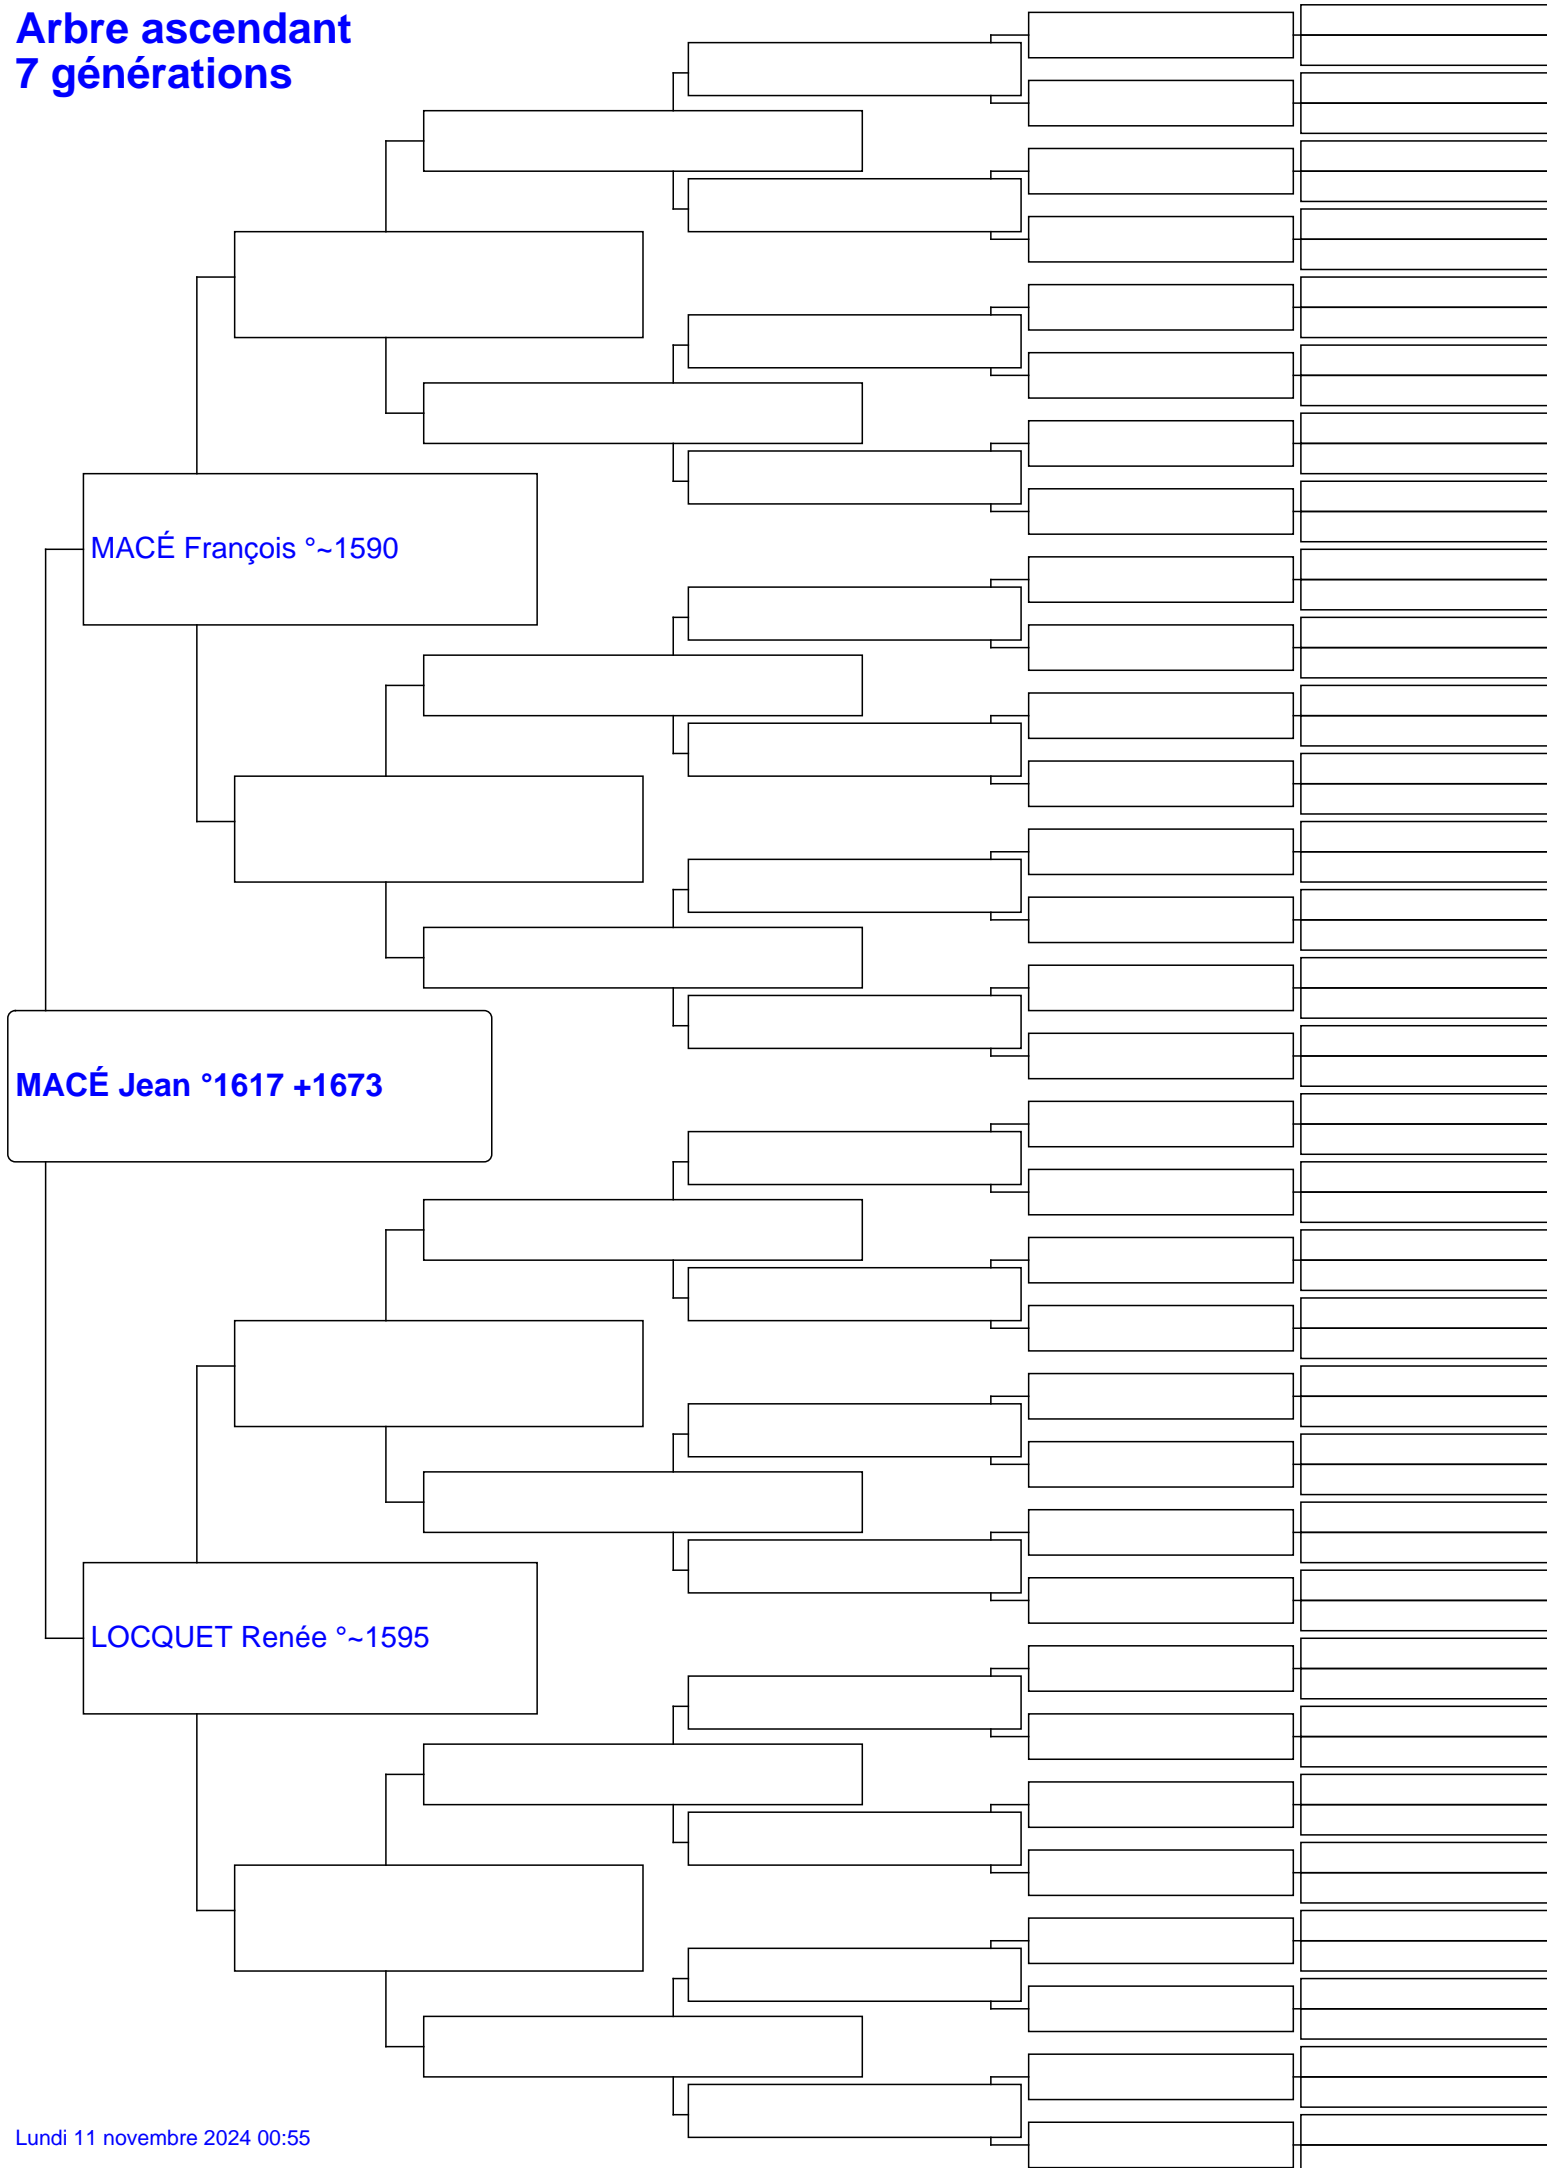 Arbre ascendant
7 générations
MACÉ François °~1590
MACÉ Jean °1617 +1673
LOCQUET Renée °~1595
Lundi 11 novembre 2024 00:55